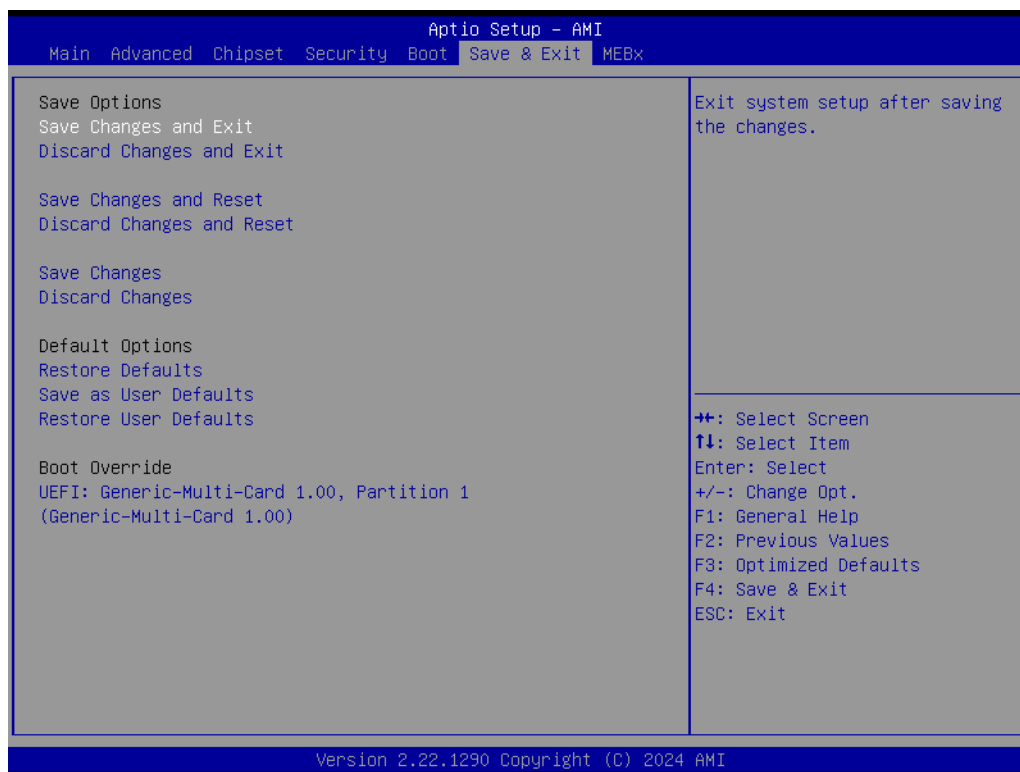 Aptio Setup – AMI
Main Advanced Chipset Security Boot Save & Exit MEBx
Save Options
Save Changes and Exit
Discard Changes and Exit
Save Changes and Reset
Discard Changes and Reset
Save Changes
Discard Changes
Default Options
Restore Defaults
Save as User Defaults
Restore User Defaults
Boot Override
UEFI: Generic-Multi-Card 1.00, Partition 1
(Generic-Multi-Card 1.00)
Exit system setup after saving
the changes.
→←: Select Screen
↑↓: Select Item
Enter: Select
+/-: Change Opt.
F1: General Help
F2: Previous Values
F3: Optimized Defaults
F4: Save & Exit
ESC: Exit
Version 2.22.1290 Copyright (C) 2024 AMI